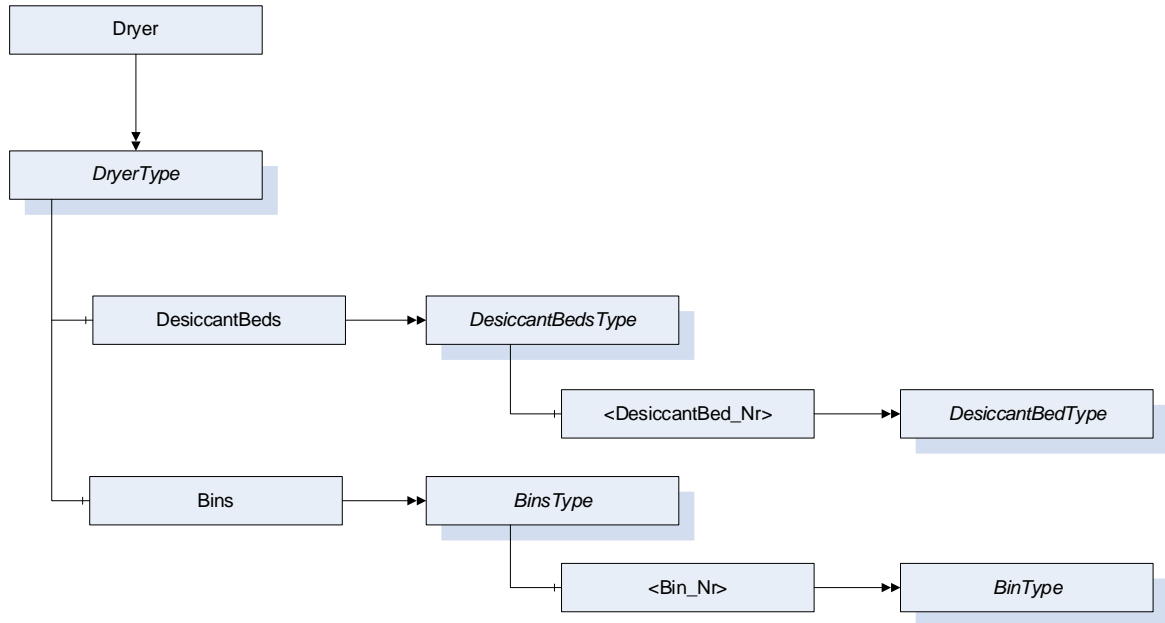 Dryer
DryerType
DesiccantBeds
DesiccantBedsType
<DesiccantBed_Nr>
DesiccantBedType
Bins
BinsType
<Bin_Nr>
BinType